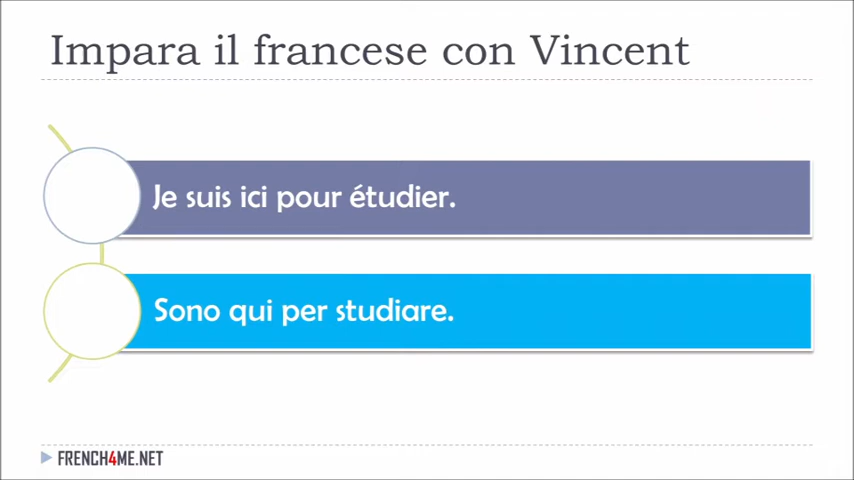 Impara il francese con Vincent
Je suis ici pour étudier.
Sono qui per studiare.
FRENCH4ME.NET